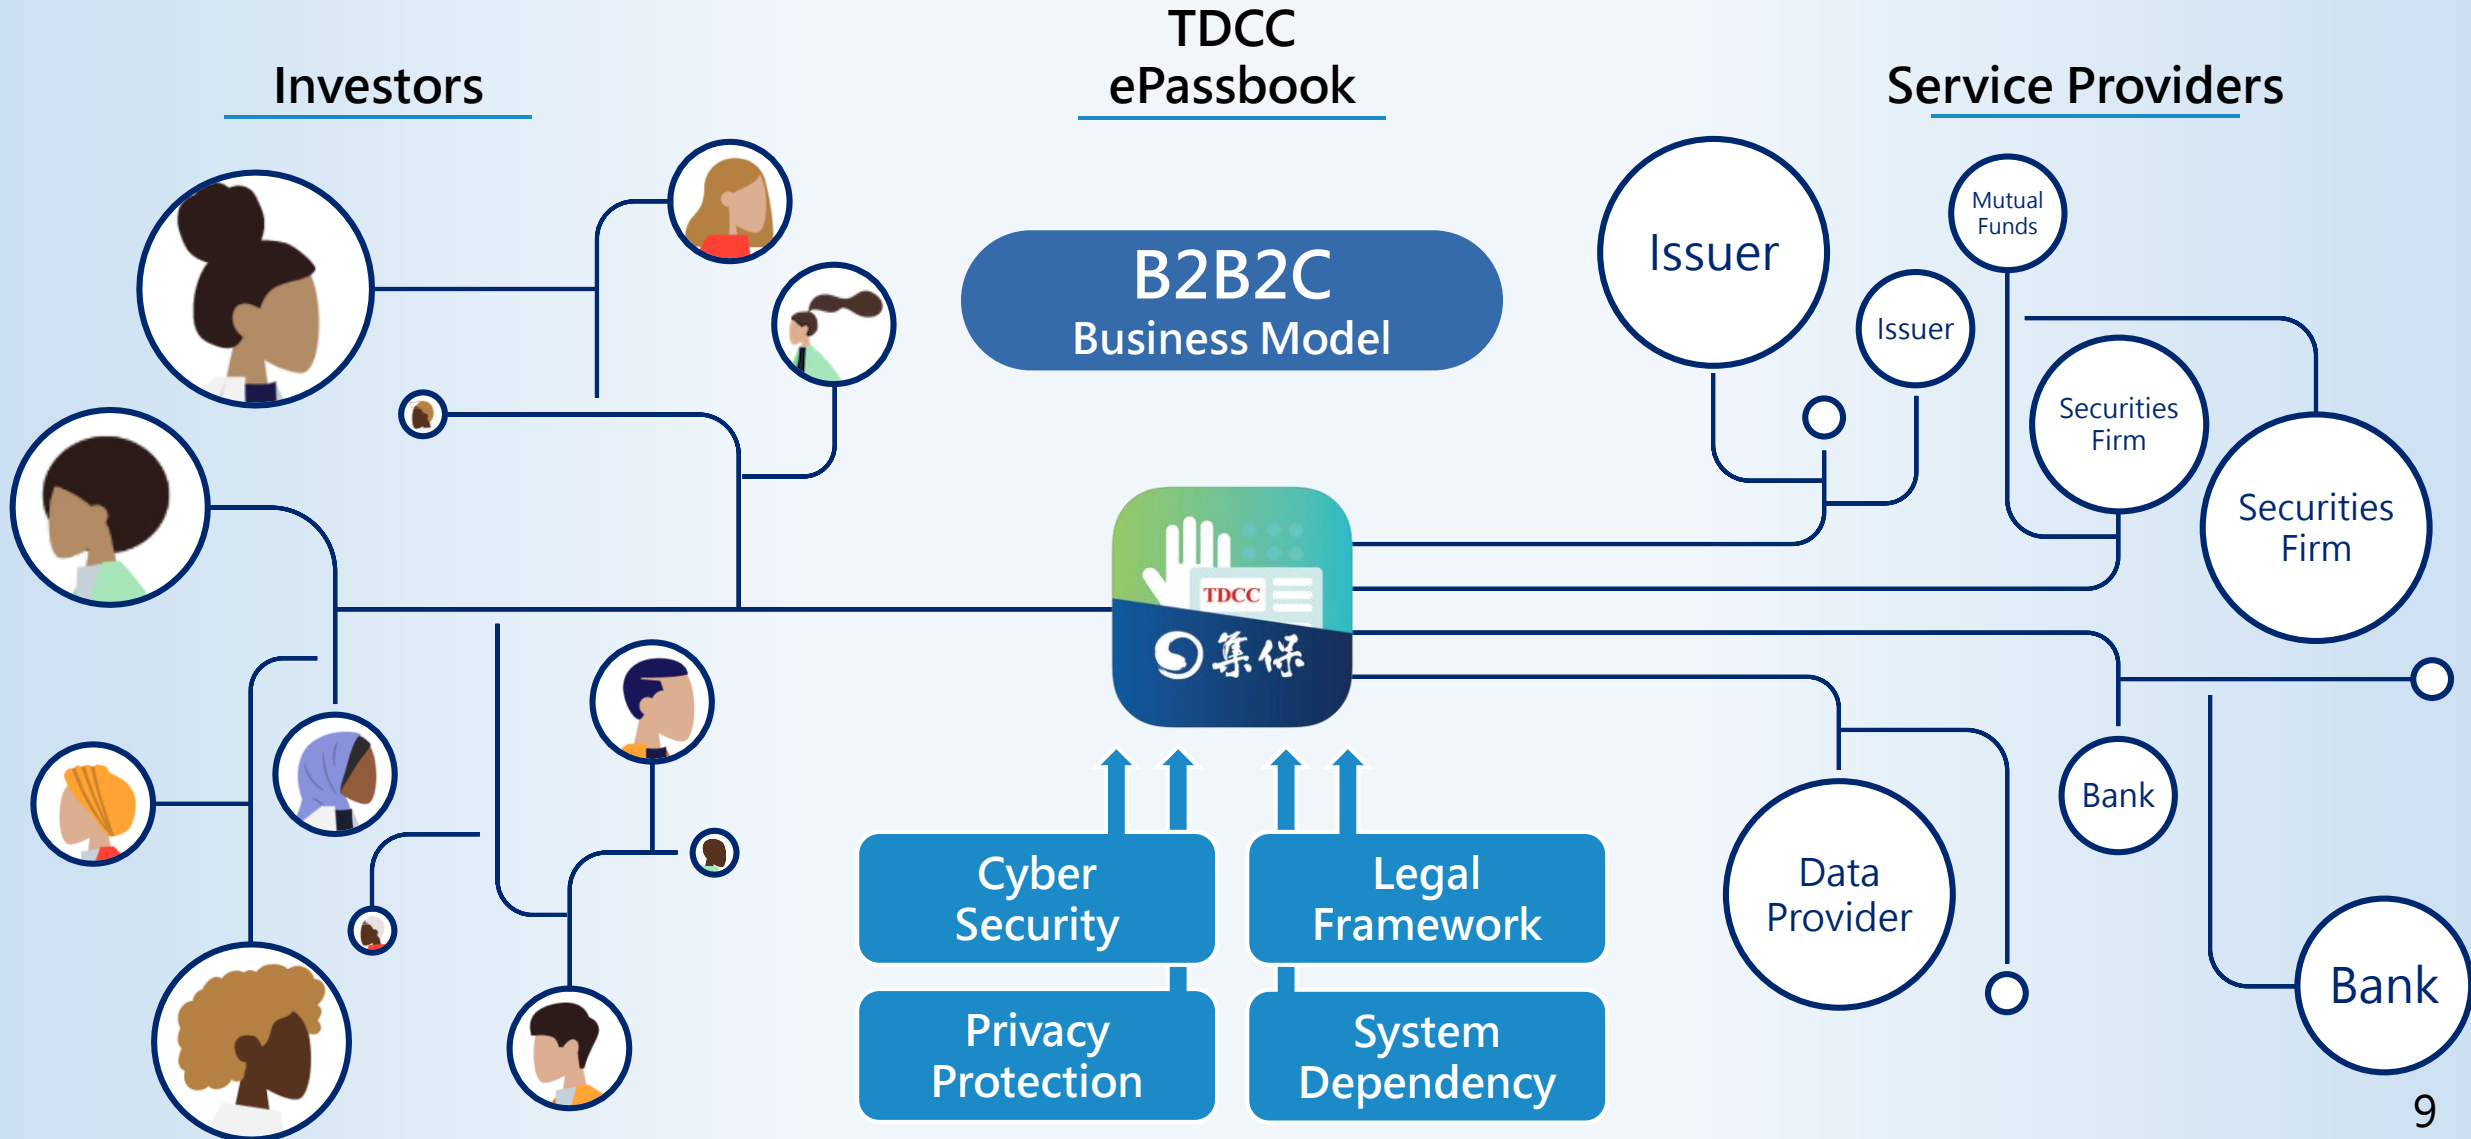 TDCC
ePassbook
Investors
Service Providers
B2B2C
Business Model
Issuer
Mutual
Funds
Issuer
Securities
Firm
Securities
Firm
TDCC
集保
Cyber
Security
Legal
Framework
Privacy
Protection
System
Dependency
Data
Provider
Bank
Bank
9